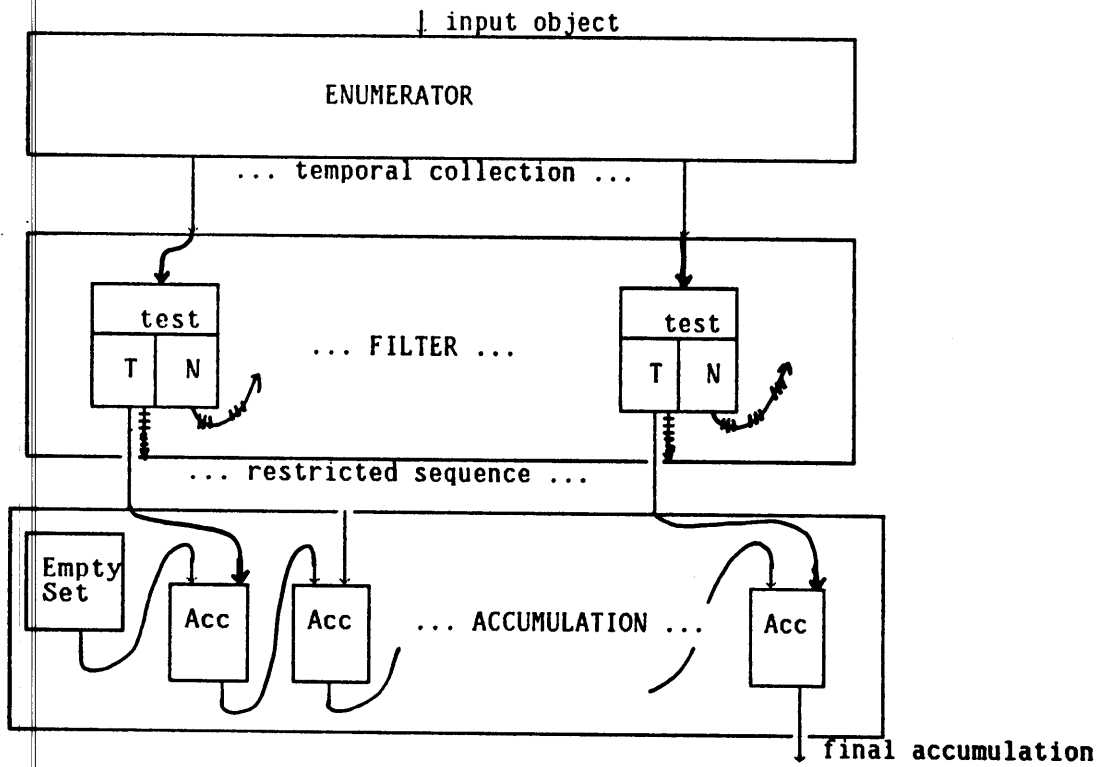 input object
ENUMERATOR
... temporal collection ...
test
test
T N
... FILTER ...
T N
... restricted sequence ...
Empty
Set
Acc
Acc
... ACCUMULATION ...
Acc
final accumulation